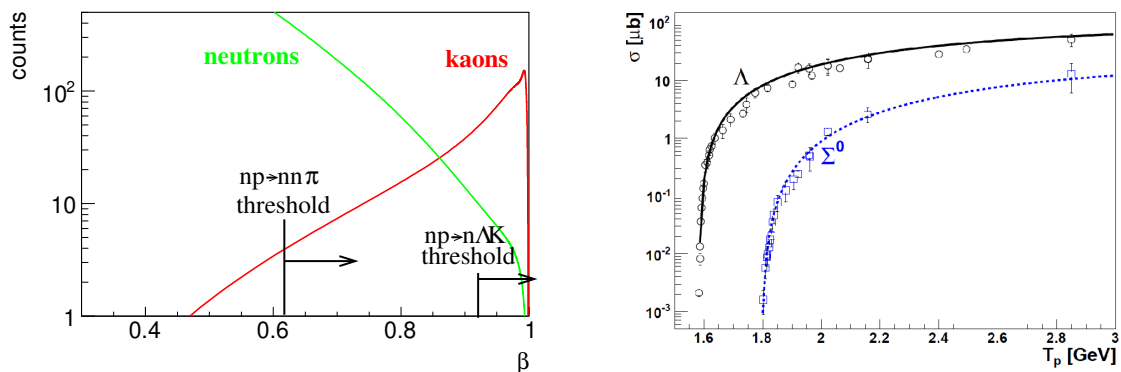 counts
neutrons
kaons
np→nnπ
threshold
np→nΛK
threshold
10²
10
1
0.4
0.6
0.8
1
β
σ [μb]
Λ
Σ⁰
10²
10
1
10⁻¹
10⁻²
10⁻³
1.6
1.8
2
2.2
2.4
2.6
2.8
3
Tₚ [GeV]